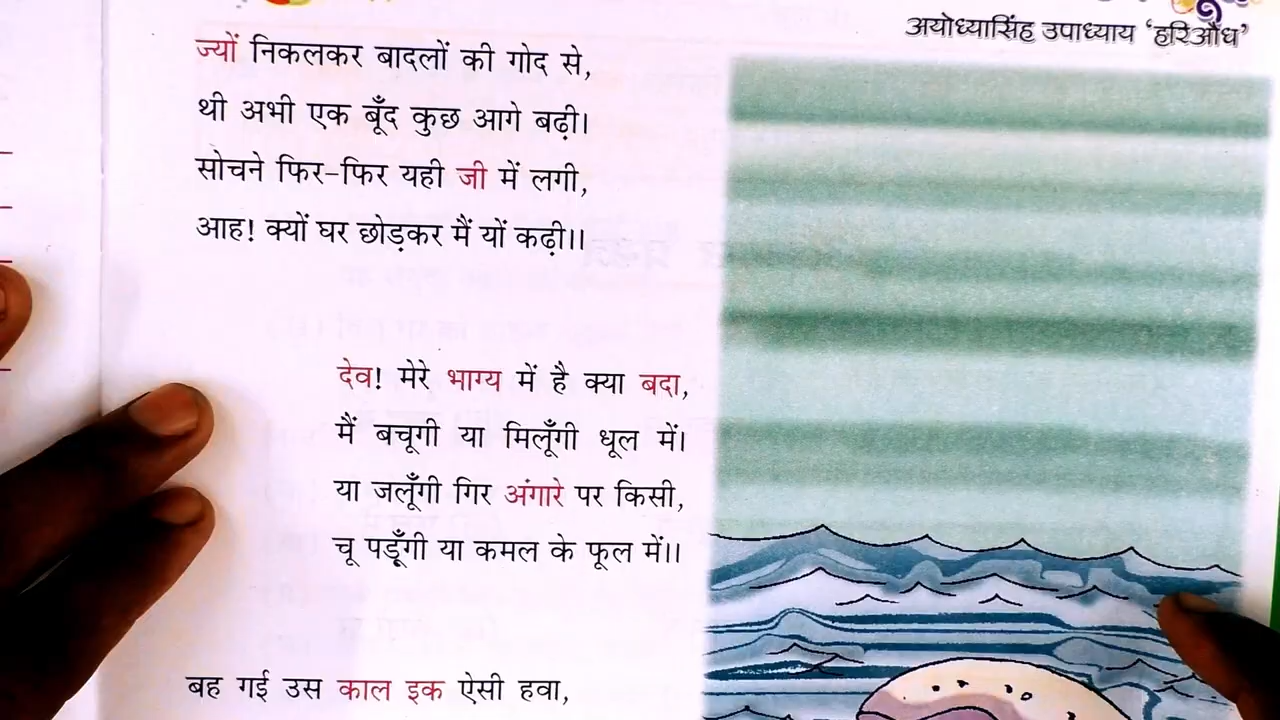 अयोध्यासिंह उपाध्याय 'हरिऔध'
ज्यों निकलकर बादलों की गोद से,
थी अभी एक बूँद कुछ आगे बढ़ी।
सोचने फिर-फिर यही जी में लगी,
आह! क्यों घर छोड़कर मैं यों कढ़ी।।
देव! मेरे भाग्य में है क्या बदा,
मैं बचूगी या मिलूँगी धूल में।
या जलूँगी गिर अंगारे पर किसी,
चू पड़ूँगी या कमल के फूल में।।
बह गई उस काल इक ऐसी हवा,